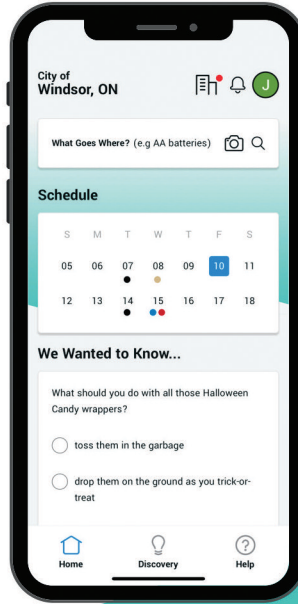 City of
Windsor, ON
J
What Goes Where? (e.g AA batteries)
Schedule
S M T W T F S
05 06 07 08 09 10 11
12 13 14 15 16 17 18
We Wanted to Know...
What should you do with all those Halloween
Candy wrappers?
toss them in the garbage
drop them on the ground as you trick-or-
treat
Home Discovery Help